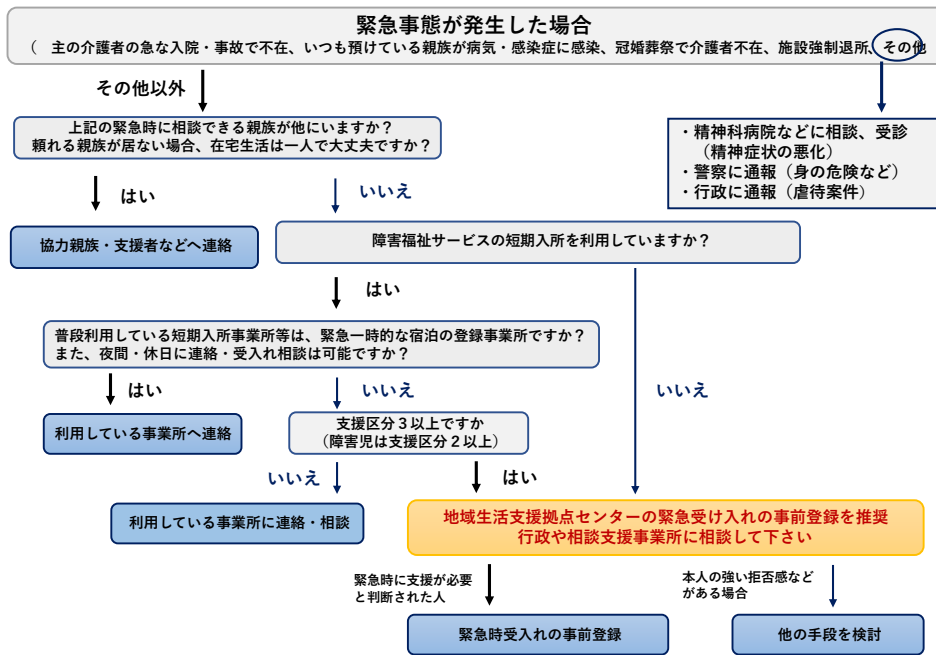 緊急事態が発生した場合
（　主の介護者の急な入院・事故で不在、いつも預けている親族が病気・感染症に感染、冠婚葬祭で介護者不在、施設強制退所、その他
その他以外
上記の緊急時に相談できる親族が他にいますか？
頼れる親族が居ない場合、在宅生活は一人で大丈夫ですか？
・精神科病院などに相談、受診
（精神症状の悪化）
・警察に通報（身の危険など）
・行政に通報（虐待案件）
はい
いいえ
協力親族・支援者などへ連絡
障害福祉サービスの短期入所を利用していますか？
はい
普段利用している短期入所事業所等は、緊急一時的な宿泊の登録事業所ですか？
また、夜間・休日に連絡・受入れ相談は可能ですか？
はい
いいえ
いいえ
利用している事業所へ連絡
支援区分３以上ですか
（障害児は支援区分２以上）
いいえ
はい
利用している事業所に連絡・相談
地域生活支援拠点センターの緊急受け入れの事前登録を推奨
行政や相談支援事業所に相談して下さい
緊急時に支援が必要
と判断された人
本人の強い拒否感など
がある場合
緊急時受入れの事前登録
他の手段を検討